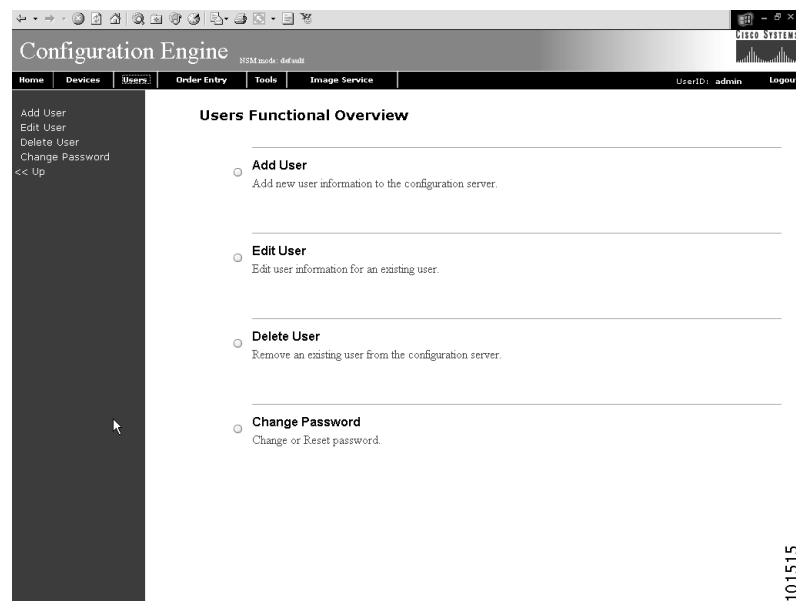 CISCO SYSTEMS
Configuration Engine NSM mode: default
Home Devices Users Order Entry Tools Image Service UserID: admin Logou
Add User
Edit User
Delete User
Change Password
<< Up
Users Functional Overview
Add User
Add new user information to the configuration server.
Edit User
Edit user information for an existing user.
Delete User
Remove an existing user from the configuration server.
Change Password
Change or Reset password.
101515